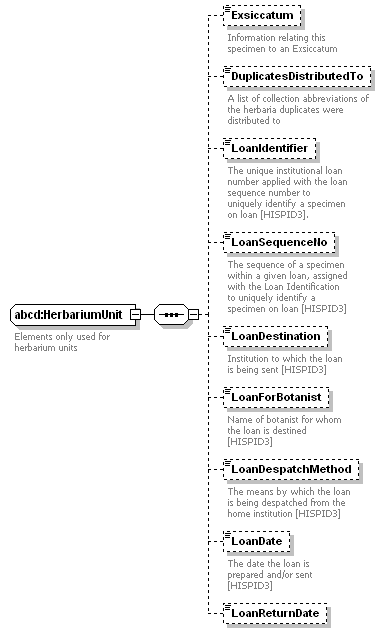 Exsiccatum
Information relating this
specimen to an Exsiccatum
DuplicatesDistributedTo
A list of collection abbreviations of
the herbaria duplicates were
distributed to
LoanIdentifier
The unique institutional loan
number applied with the loan
sequence number to
uniquely identify a specimen
on loan [HISPID3].
LoanSequenceNo
The sequence of a specimen
within a given loan, assigned
with the Loan Identification
to uniquely identify a
specimen on loan [HISPID3]
abcd:HerbariumUnit
Elements only used for
herbarium units
LoanDestination
Institution to which the loan
is being sent [HISPID3]
LoanForBotanist
Name of botanist for whom
the loan is destined
[HISPID3]
LoanDespatchMethod
The means by which the loan
is being despatched from the
home institution [HISPID3]
LoanDate
The date the loan is
prepared and/or sent
[HISPID3]
LoanReturnDate